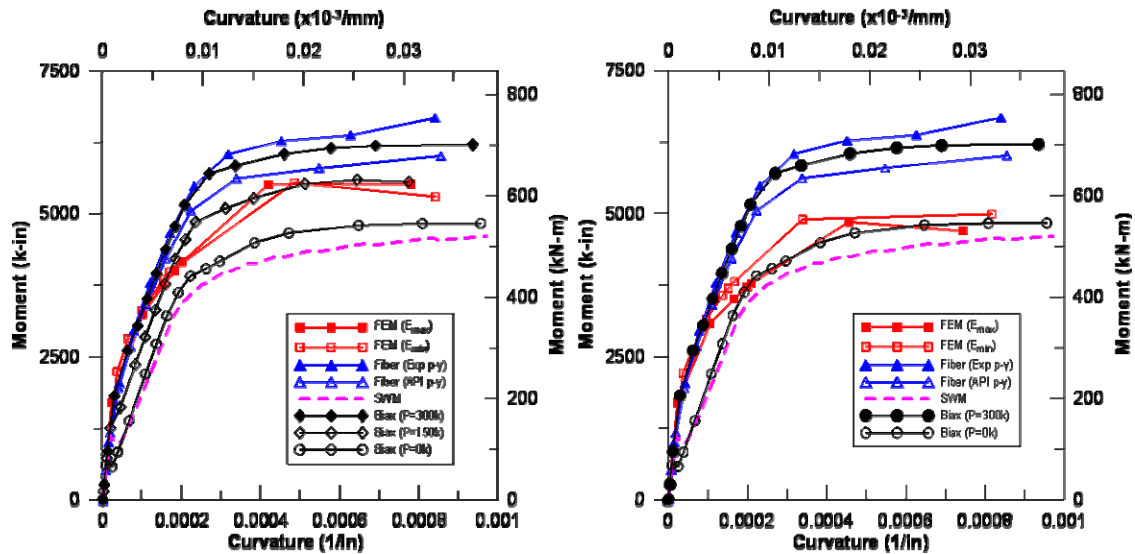 Curvature (x10⁻³/mm)
0 0.01 0.02 0.03
7500
5000
2500
0
Moment (k-in)
800
600
400
200
0
Moment (kN-m)
FEM (Emax)
FEM (Emin)
Fiber (Exp p-y)
Fiber (API p-y)
SWM
Biax (P=300k)
Biax (P=150k)
Biax (P=0k)
0 0.0002 0.0004 0.0006 0.0008 0.001
Curvature (1/in)
Curvature (x10⁻³/mm)
0 0.01 0.02 0.03
7500
5000
2500
0
Moment (k-in)
800
600
400
200
0
Moment (kN-m)
FEM (Emax)
FEM (Emin)
Fiber (Exp p-y)
Fiber (API p-y)
SWM
Biax (P=300k)
Biax (P=0k)
0 0.0002 0.0004 0.0006 0.0008 0.001
Curvature (1/in)